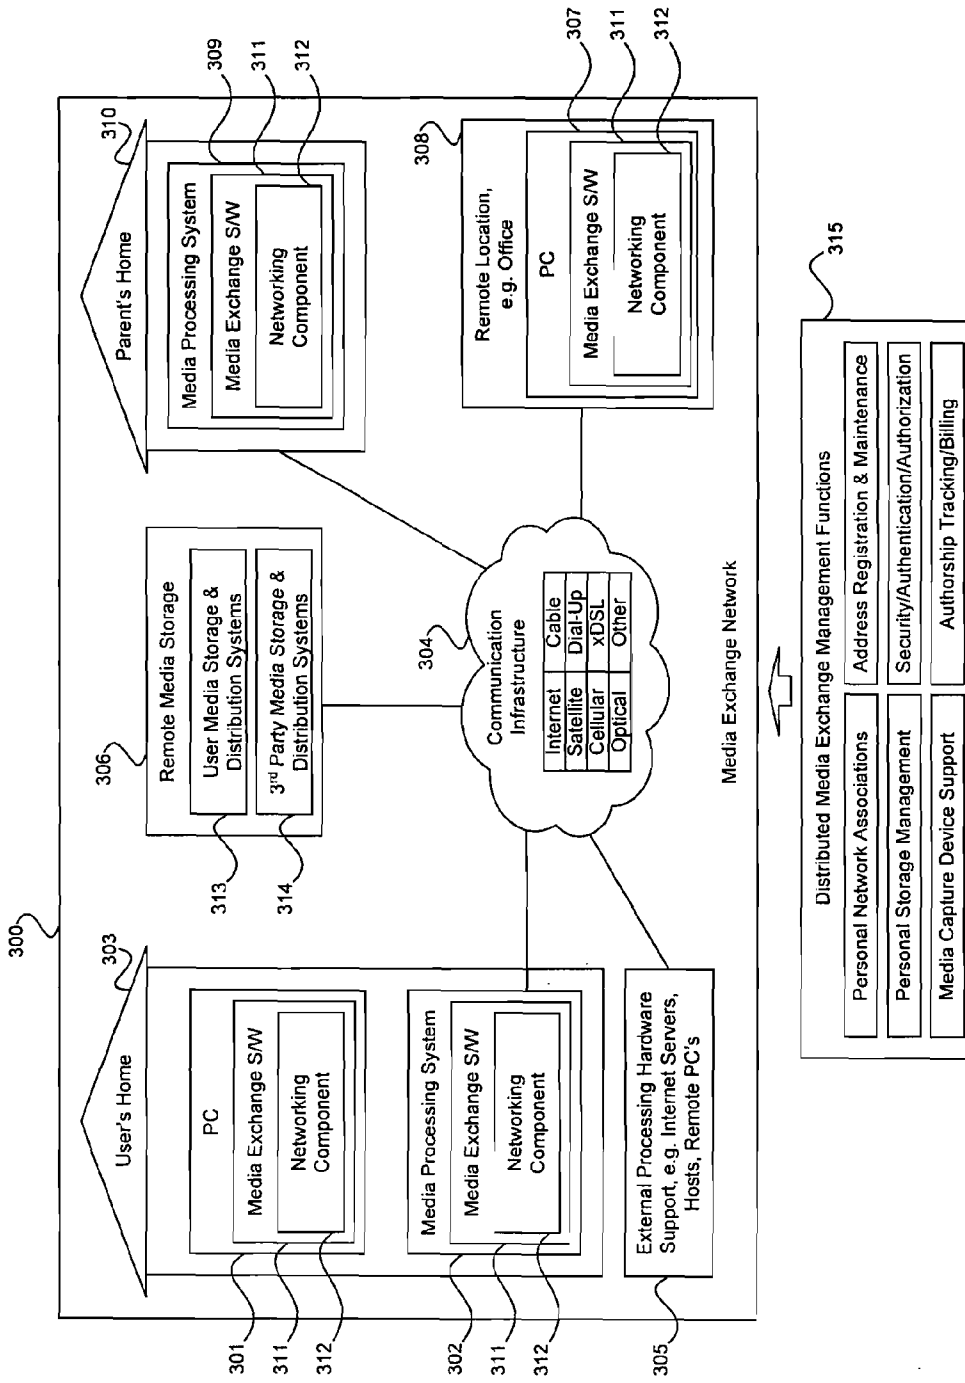 300
User's Home
303
PC
Media Exchange S/W
Networking
Component
301
311
312
Media Processing System
Media Exchange S/W
Networking
Component
302
311
312
External Processing Hardware
Support, e.g. Internet Servers,
Hosts, Remote PC's
305
306
Remote Media Storage
User Media Storage &
Distribution Systems
3rd Party Media Storage &
Distribution Systems
313
314
304
Communication
Infrastructure
Internet Cable
Satellite Dial-Up
Cellular xDSL
Optical Other
Parent's Home
310
Media Processing System
Media Exchange S/W
Networking
Component
309
311
312
308
Remote Location,
e.g. Office
PC
Media Exchange S/W
Networking
Component
307
311
312
Media Exchange Network
315
Distributed Media Exchange Management Functions
Personal Network Associations
Address Registration & Maintenance
Personal Storage Management
Security/Authentication/Authorization
Media Capture Device Support
Authorship Tracking/Billing